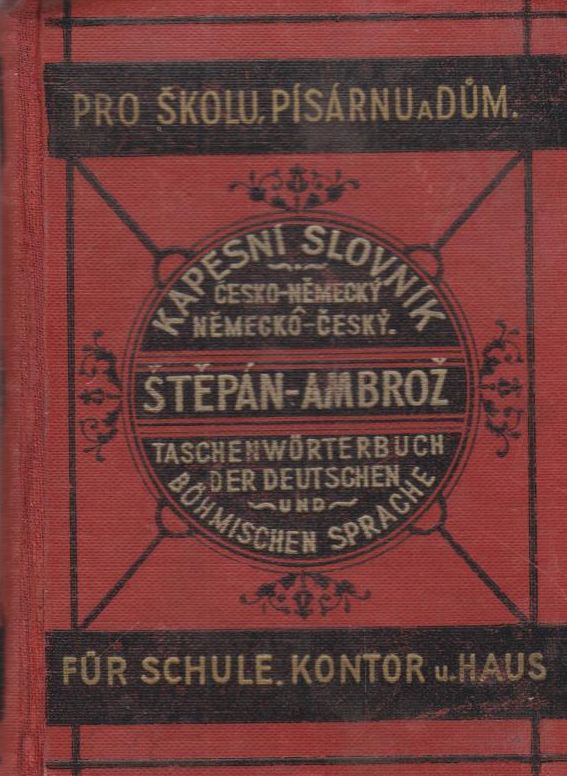 PRO ŠKOLU, PÍSÁRNU A DŮM.
KAPESNÍ SLOVNÍK
ČESKO-NĚMECKÝ
NĚMECKO-ČESKÝ.
ŠTĚPÁN-AMBROŽ
TASCHENWÖRTERBUCH
DER DEUTSCHEN
UND
BÖHMISCHEN SPRACHE
FÜR SCHULE. KONTOR u. HAUS